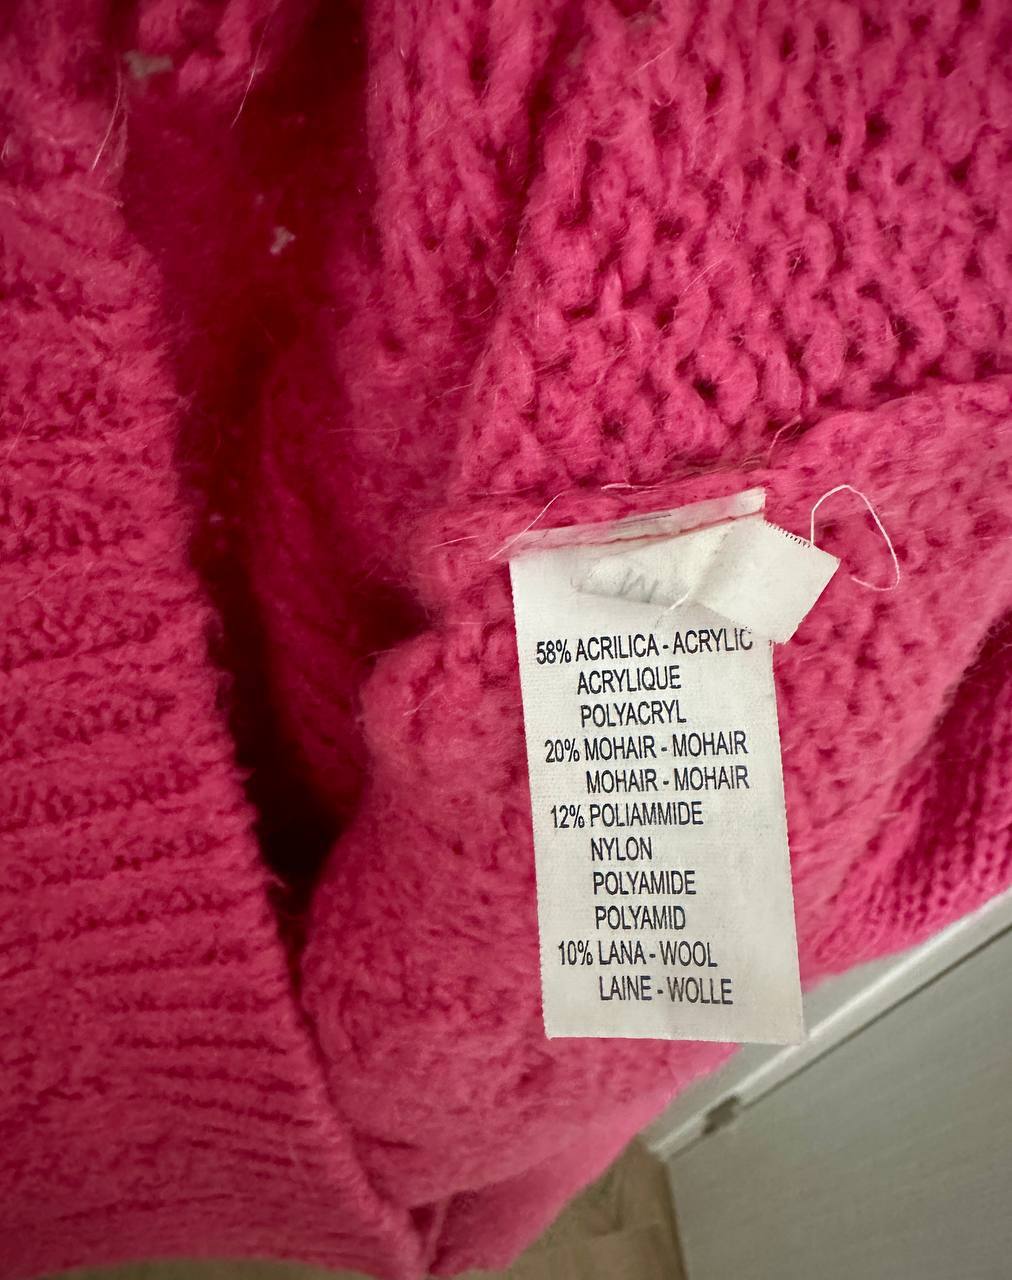 58% ACRILICA - ACRYLIC
ACRYLIQUE
POLYACRYL
20% MOHAIR - MOHAIR
MOHAIR - MOHAIR
12% POLIAMMIDE
NYLON
POLYAMIDE
POLYAMID
10% LANA - WOOL
LAINE - WOLLE